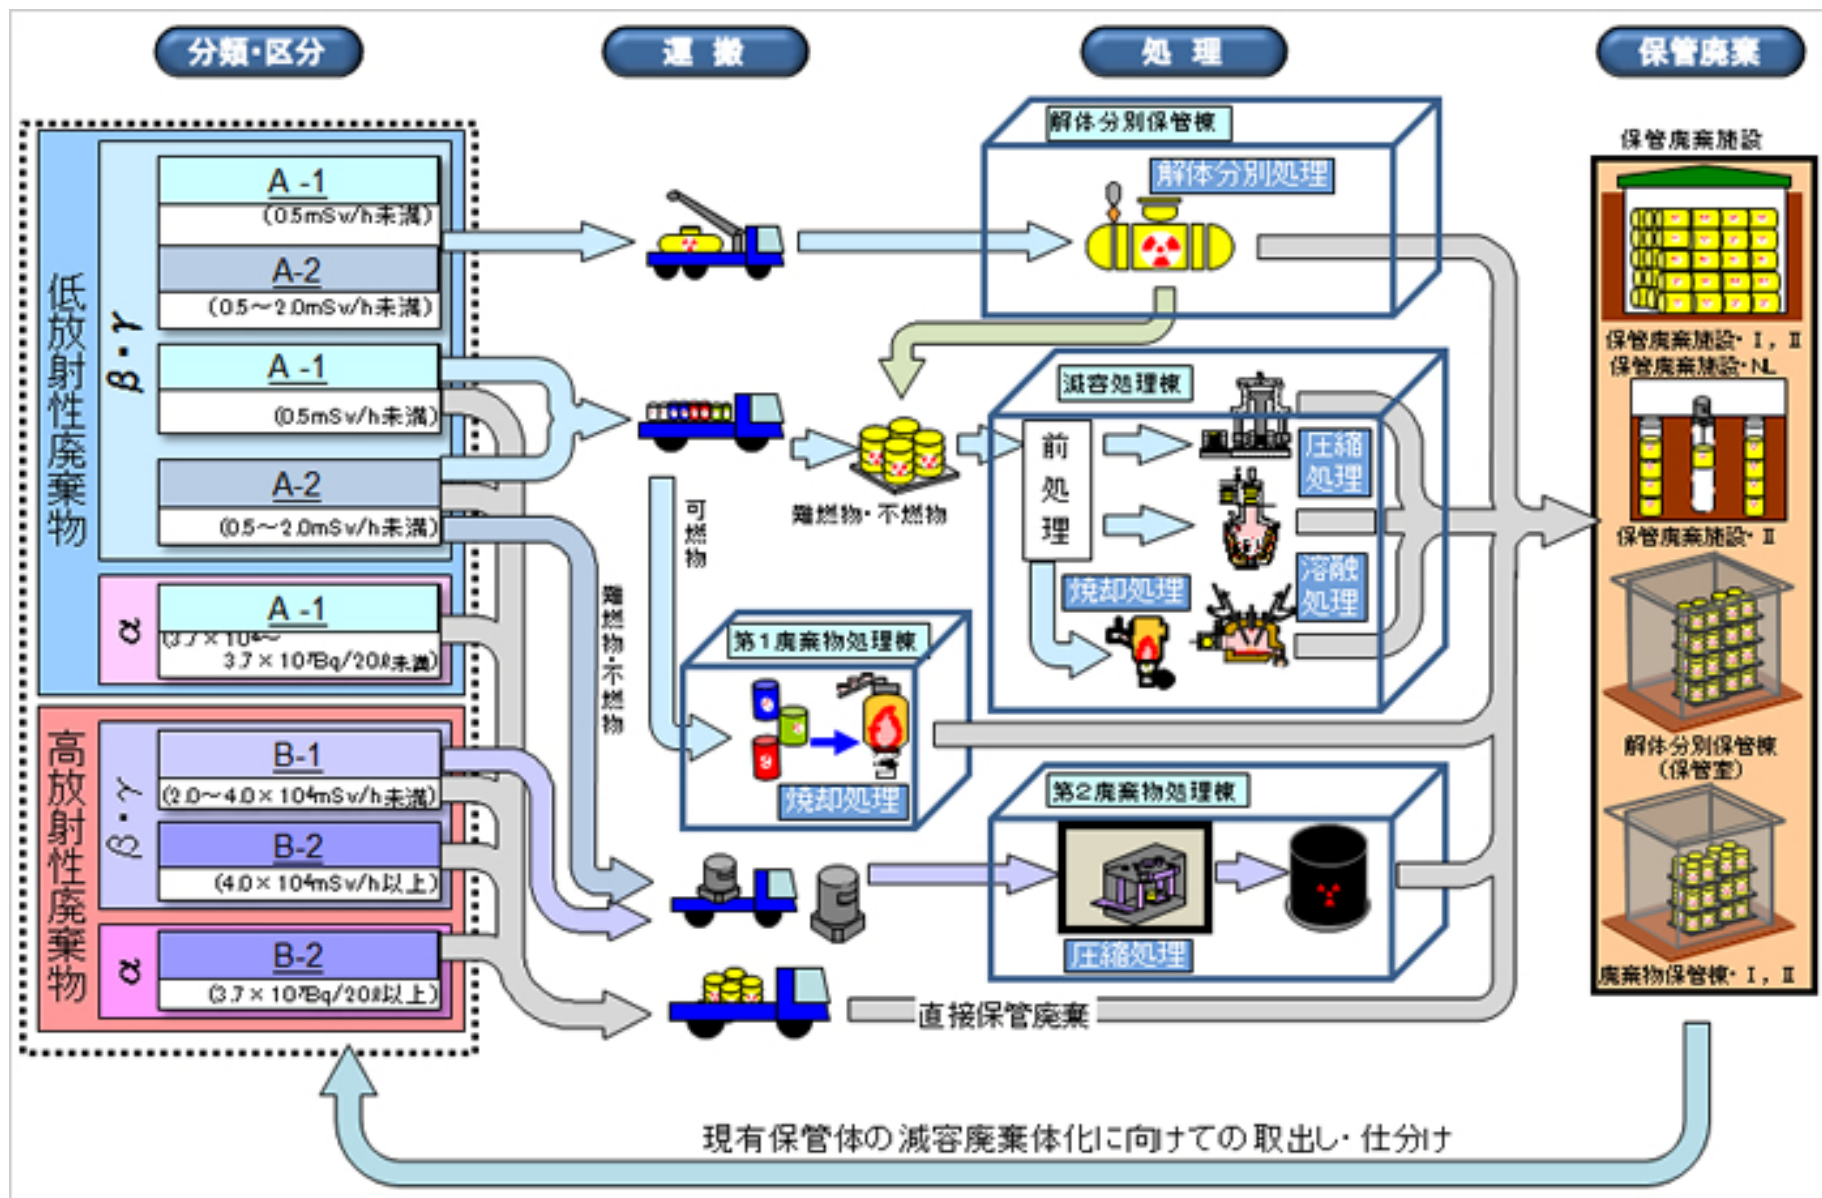 分類・区分
運 搬
処 理
保管廃棄
低放射性廃棄物
β・γ
A-1
(0.5mSv/h未満)
A-2
(0.5～2.0mSv/h未満)
A-1
(0.5mSv/h未満)
A-2
(0.5～2.0mSv/h未満)
α
A-1
3.7×10⁷Bq/20ℓ未満)
高放射性廃棄物
β・γ
B-1
(2.0～4.0×10⁴mSv/h未満)
B-2
(4.0×10⁴mSv/h以上)
α
B-2
(3.7×10⁷Bq/20ℓ以上)
可燃物
難燃物・不燃物
難燃物・不燃物
解体分別保管棟
解体分別処理
減容処理棟
前処理
圧縮
処理
焼却処理
溶融
処理
第1廃棄物処理棟
焼却処理
第2廃棄物処理棟
圧縮処理
直接保管廃棄
保管廃棄施設
保管廃棄施設・Ⅰ，Ⅱ
保管廃棄施設・NL
保管廃棄施設・Ⅱ
解体分別保管棟
(保管室)
廃棄物保管棟・Ⅰ，Ⅱ
現有保管体の減容廃棄体化に向けての取出し・仕分け